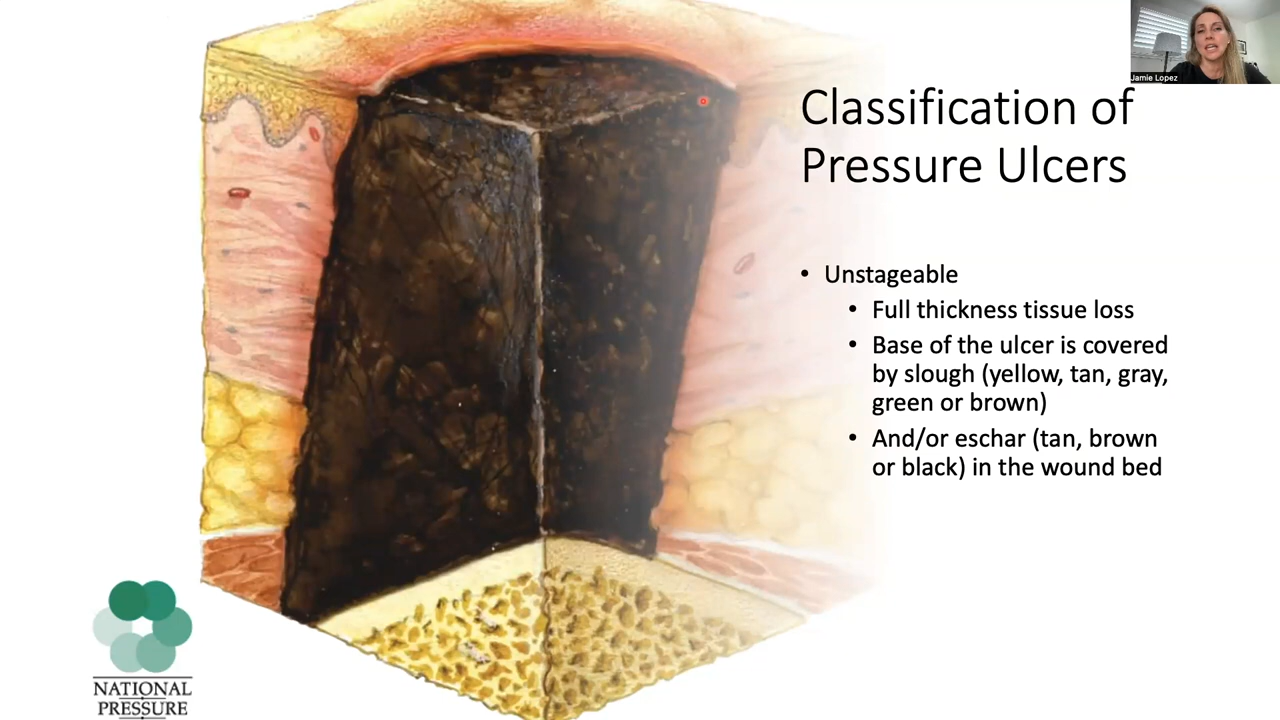 Jamie Lopez
Classification of
Pressure Ulcers
• Unstageable
• Full thickness tissue loss
• Base of the ulcer is covered
by slough (yellow, tan, gray,
green or brown)
• And/or eschar (tan, brown
or black) in the wound bed
NATIONAL
PRESSURE